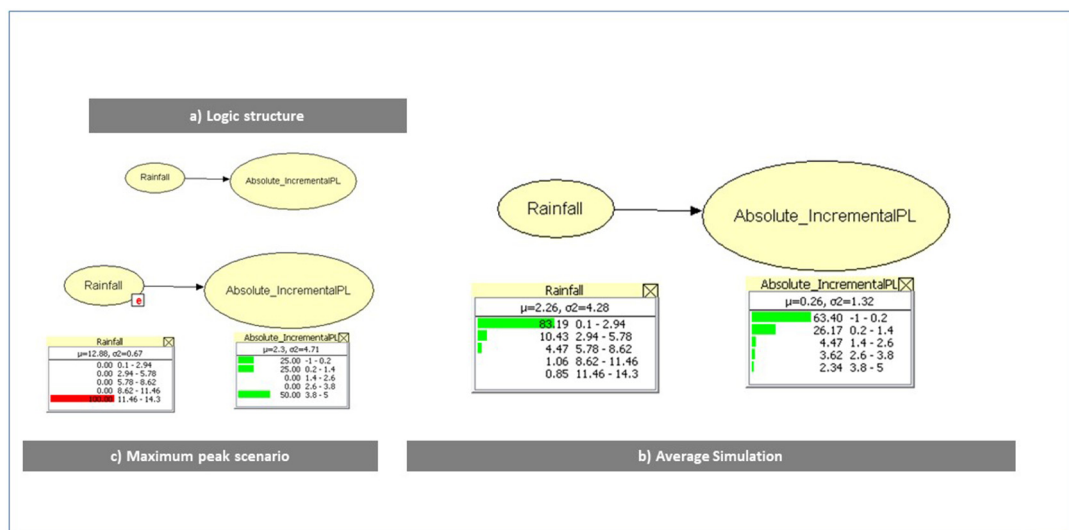 a) Logic structure
Rainfall
Absolute_IncrementalPL
Rainfall
e
Absolute_IncrementalPL
Rainfall
μ=12.88, σ2=0.67
0.00 0.1 - 2.94
0.00 2.94 - 5.78
0.00 5.78 - 8.62
0.00 8.62 - 11.46
100.00 11.46 - 14.3
Absolute_IncrementalPL
μ=2.3, σ2=4.71
25.00 -1 - 0.2
25.00 0.2 - 1.4
0.00 1.4 - 2.6
0.00 2.6 - 3.8
50.00 3.8 - 5
c) Maximum peak scenario
Rainfall
Absolute_IncrementalPL
Rainfall
μ=2.26, σ2=4.28
83.19 0.1 - 2.94
10.43 2.94 - 5.78
4.47 5.78 - 8.62
1.06 8.62 - 11.46
0.85 11.46 - 14.3
Absolute_IncrementalPL
μ=0.26, σ2=1.32
63.40 -1 - 0.2
26.17 0.2 - 1.4
4.47 1.4 - 2.6
3.62 2.6 - 3.8
2.34 3.8 - 5
b) Average Simulation